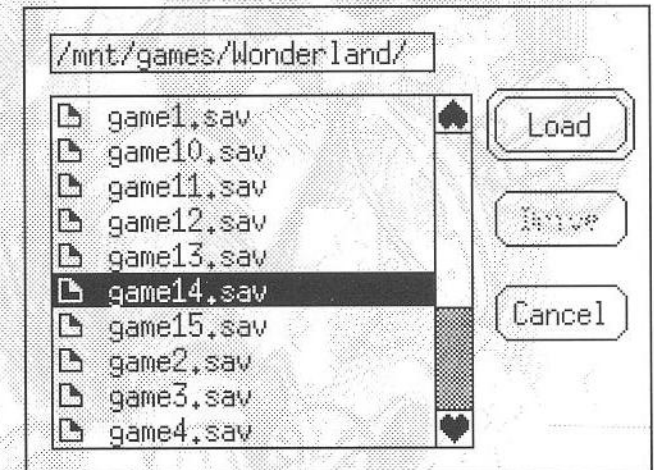 /mnt/games/Wonderland/
game1.sav
game10.sav
game11.sav
game12.sav
game13.sav
game14.sav
game15.sav
game2.sav
game3.sav
game4.sav
Load
Drive
Cancel